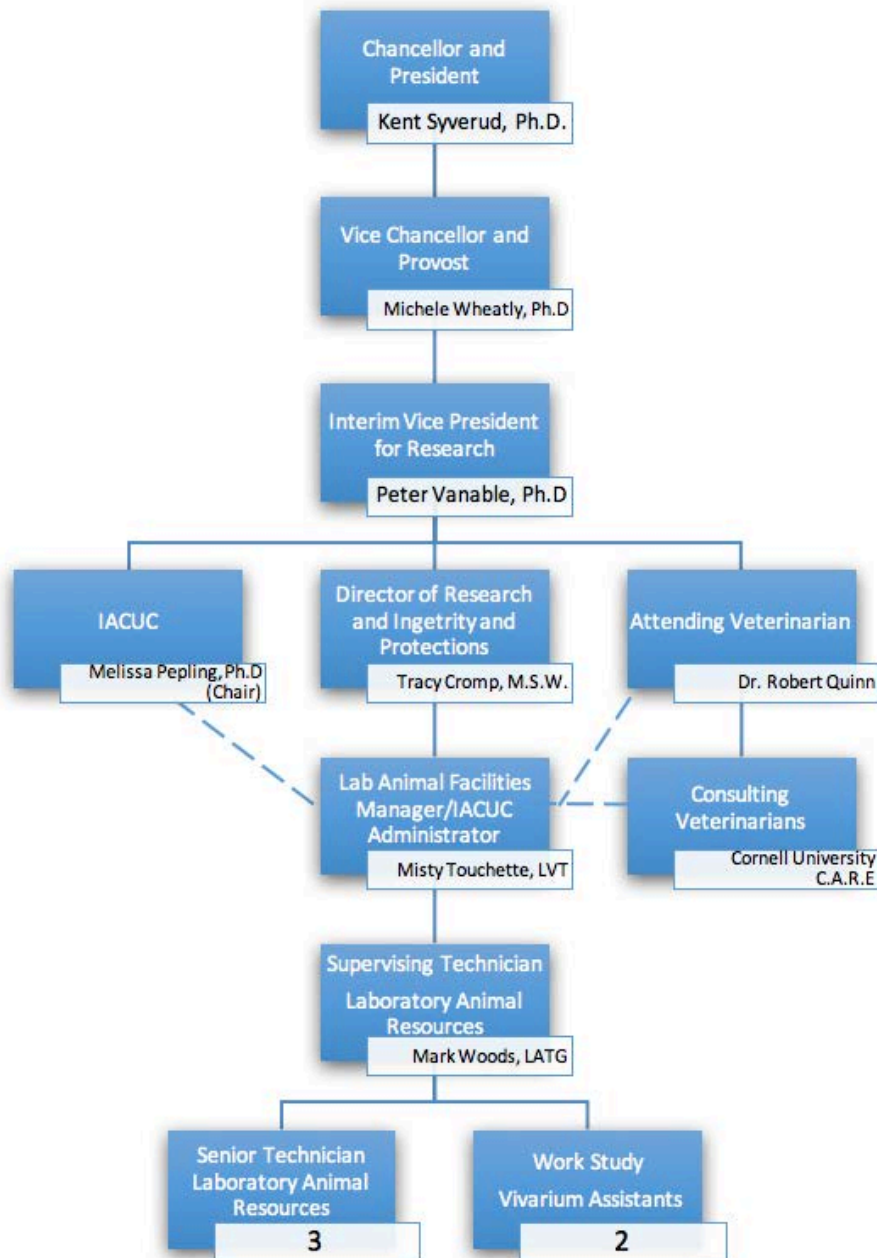 Chancellor and
President
Kent Syverud, Ph.D.
Vice Chancellor and
Provost
Michele Wheatly, Ph.D
Interim Vice President
for Research
Peter Vanable, Ph.D
IACUC
Melissa Pepling, Ph.D
(Chair)
Director of Research
and Ingetrity and
Protections
Tracy Cromp, M.S.W.
Attending Veterinarian
Dr. Robert Quinn
Lab Animal Facilities
Manager/IACUC
Administrator
Misty Touchette, LVT
Consulting
Veterinarians
Cornell University
C.A.R.E
Supervising Technician
Laboratory Animal
Resources
Mark Woods, LATG
Senior Technician
Laboratory Animal
Resources
3
Work Study
Vivarium Assistants
2